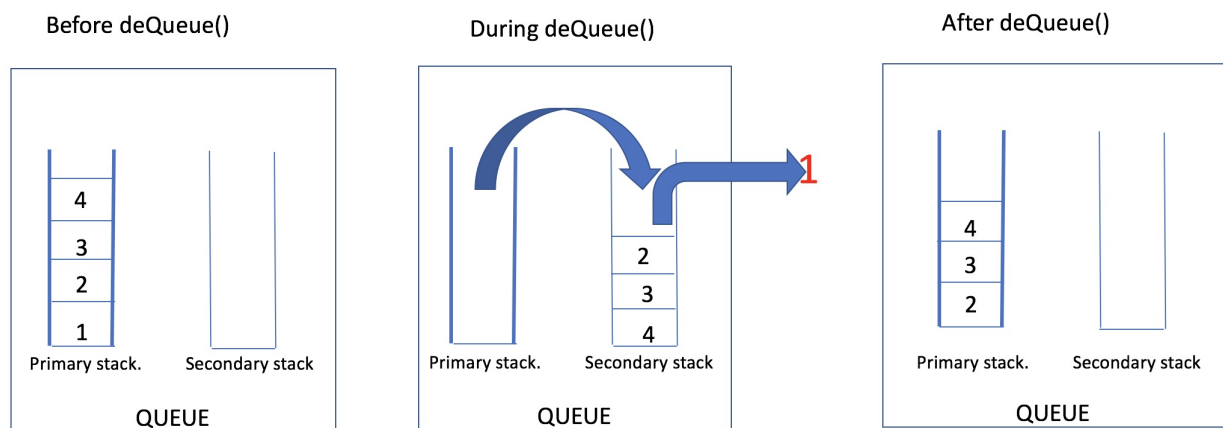 Before deQueue()
4
3
2
1
Primary stack.
Secondary stack
QUEUE
During deQueue()
1
2
3
4
Primary stack.
Secondary stack
QUEUE
After deQueue()
4
3
2
Primary stack.
Secondary stack
QUEUE